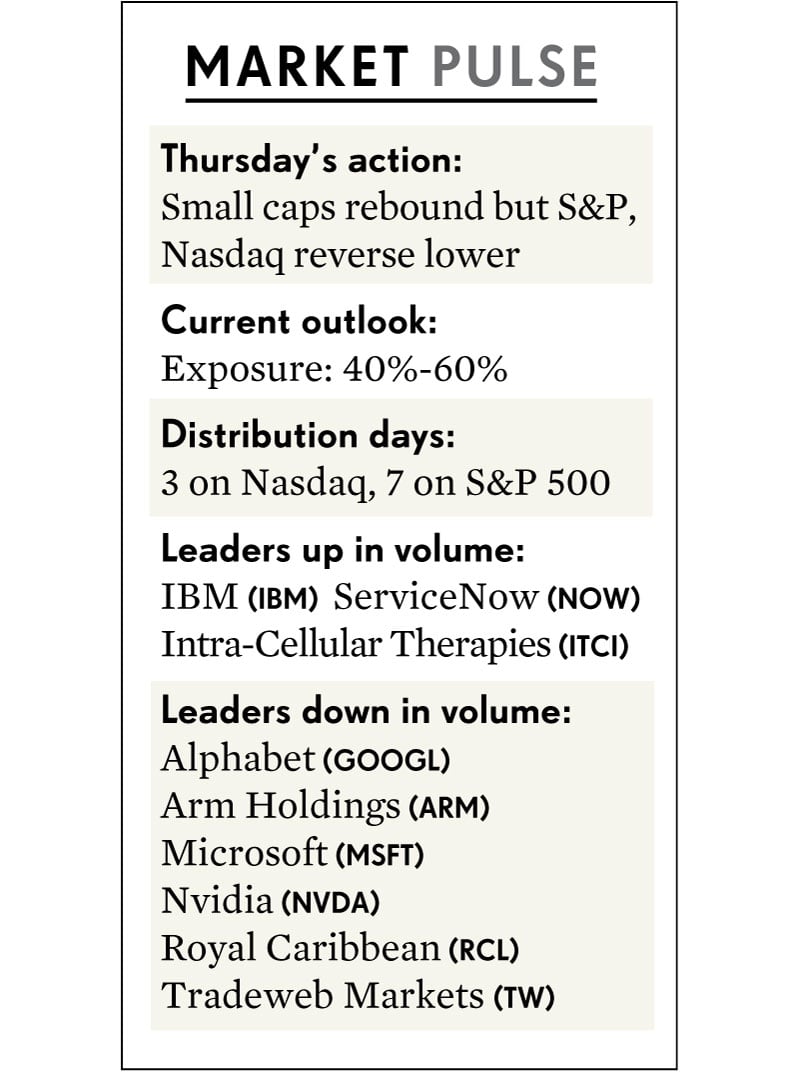 MARKET PULSE
Thursday's action:
Small caps rebound but S&P,
Nasdaq reverse lower
Current outlook:
Exposure: 40%-60%
Distribution days:
3 on Nasdaq, 7 on S&P 500
Leaders up in volume:
IBM (IBM) ServiceNow (NOW)
Intra-Cellular Therapies (ITCI)
Leaders down in volume:
Alphabet (GOOGL)
Arm Holdings (ARM)
Microsoft (MSFT)
Nvidia (NVDA)
Royal Caribbean (RCL)
Tradeweb Markets (TW)